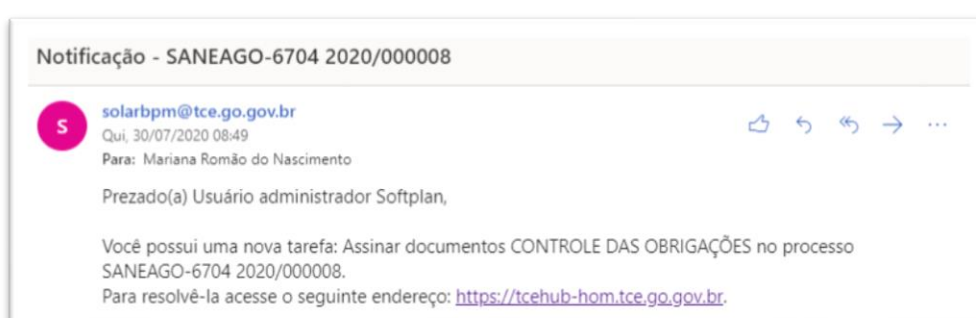 Notificação - SANEAGO-6704 2020/000008
S
solarbpm@tce.go.gov.br
Qui, 30/07/2020 08:49
Para: Mariana Romão do Nascimento
Prezado(a) Usuário administrador Softplan,
Você possui uma nova tarefa: Assinar documentos CONTROLE DAS OBRIGAÇÕES no processo
SANEAGO-6704 2020/000008.
Para resolvê-la acesse o seguinte endereço: https://tcehub-hom.tce.go.gov.br.